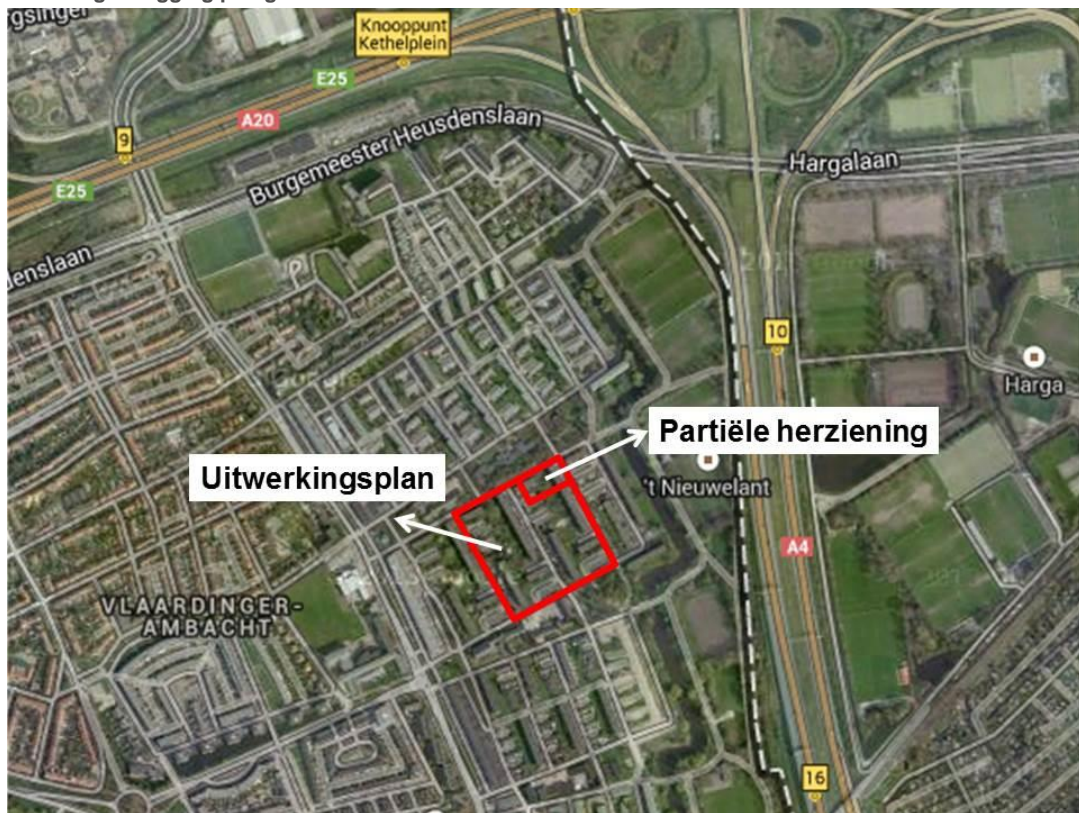 Knooppunt
Kethelplein
E25
A20
9
E25
Burgemeester Heusdenslaan
Hargalaan
denslaan
10
Harga
Partiële herziening
Uitwerkingsplan
't Nieuwelant
A4
VLAARDINGER-
AMBACHT
16